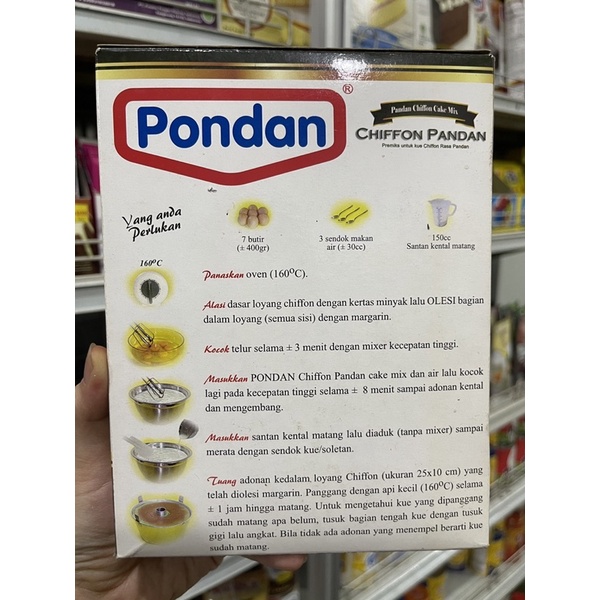 Pondan ®
Pandan Chiffon Cake Mix
CHIFFON PANDAN
Premiks untuk kue Chiffon Rasa Pandan
Yang anda
Perlukan
7 butir
(± 400gr)
3 sendok makan
air (± 30cc)
150cc
Santan kental matang
160°C
Panaskan oven (160°C).
Alasi dasar loyang chiffon dengan kertas minyak lalu OLESI bagian
dalam loyang (semua sisi) dengan margarin.
Kocok telur selama ± 3 menit dengan mixer kecepatan tinggi.
Masukkan PONDAN Chiffon Pandan cake mix dan air lalu kocok
lagi pada kecepatan tinggi selama ± 8 menit sampai adonan kental
dan mengembang.
Masukkan santan kental matang lalu diaduk (tanpa mixer) sampai
merata dengan sendok kue/soletan.
Tuang adonan kedalam loyang Chiffon (ukuran 25x10 cm) yang
telah diolesi margarin. Panggang dengan api kecil (160°C) selama
± 1 jam hingga matang. Untuk mengetahui kue yang dipanggang
sudah matang apa belum, tusuk bagian tengah kue dengan tusuk
gigi lalu angkat. Bila tidak ada adonan yang menempel berarti kue
sudah matang.